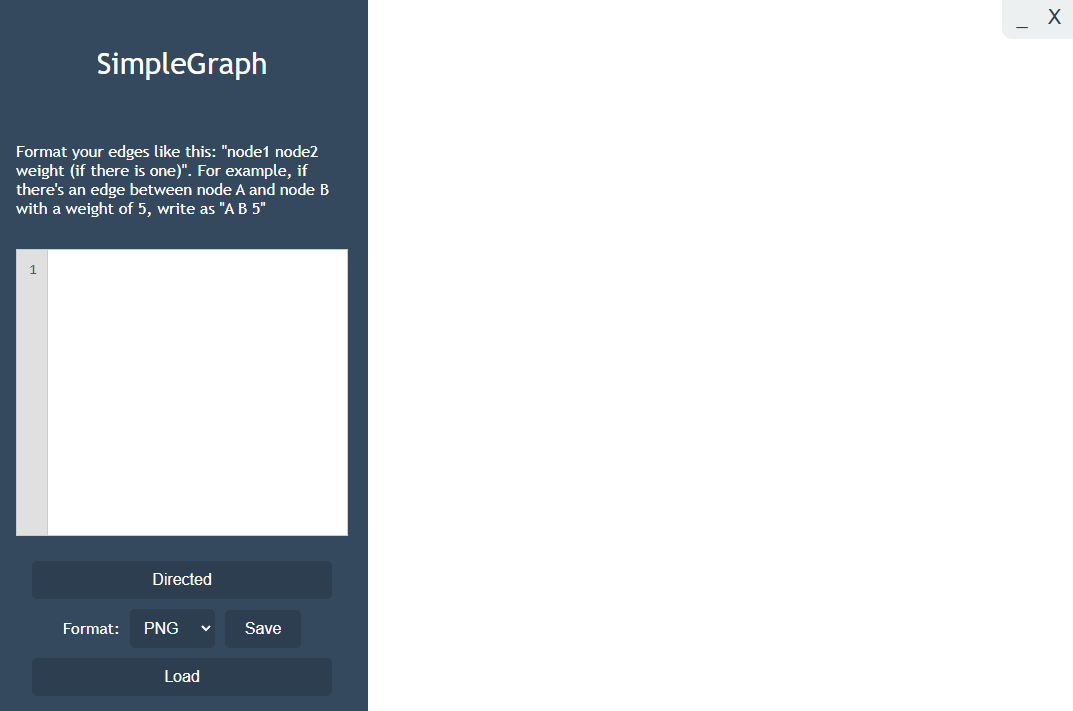 _ X
SimpleGraph
Format your edges like this: "node1 node2
weight (if there is one)". For example, if
there's an edge between node A and node B
with a weight of 5, write as "A B 5"
1
Directed
Format: PNG Save
Load